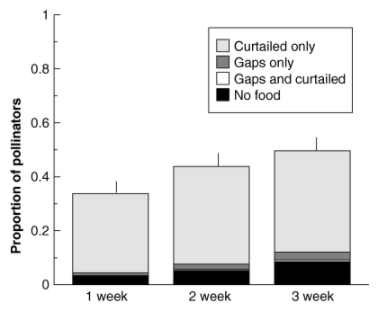 Proportion of pollinators
1
0.8
0.6
0.4
0.2
0
Curtailed only
Gaps only
Gaps and curtailed
No food
1 week
2 week
3 week